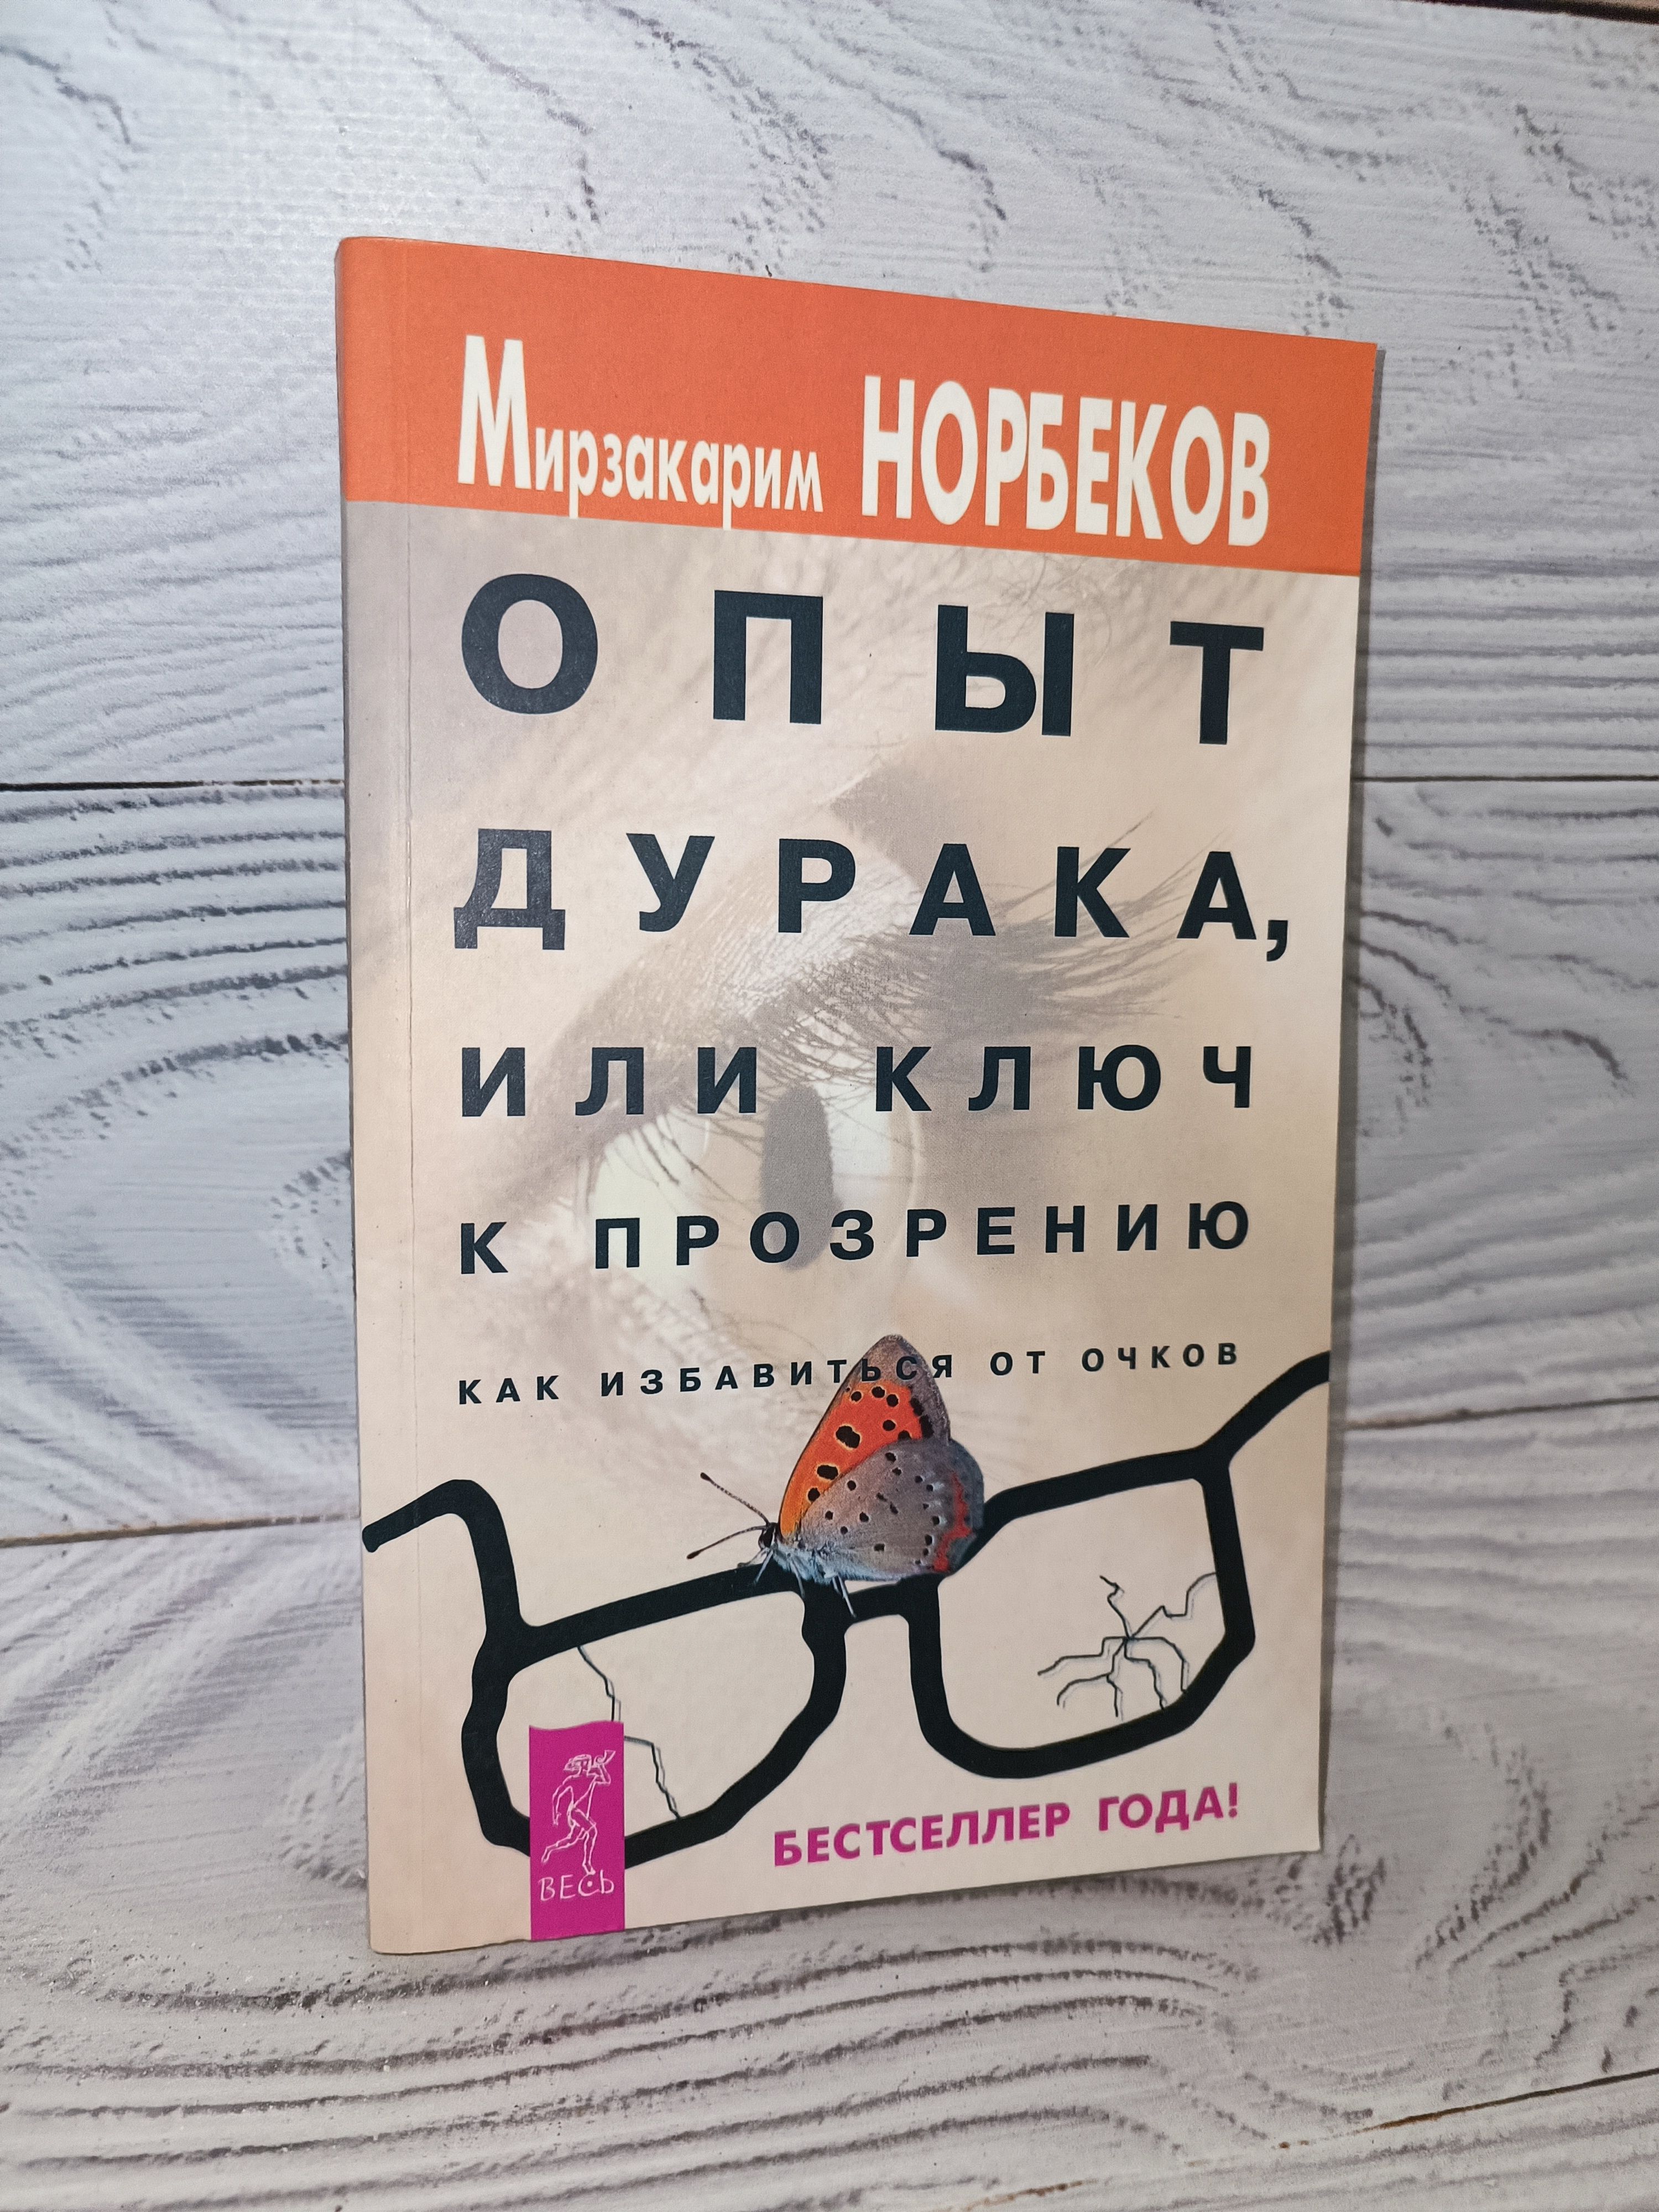 Мирзакарим НОРБЕКОВ
ОПЫТ
ДУРАКА,
ИЛИ КЛЮЧ
К ПРОЗРЕНИЮ
КАК ИЗБАВИТЬСЯ ОТ ОЧКОВ
БЕСТСЕЛЛЕР ГОДА!
ВЕСЬ